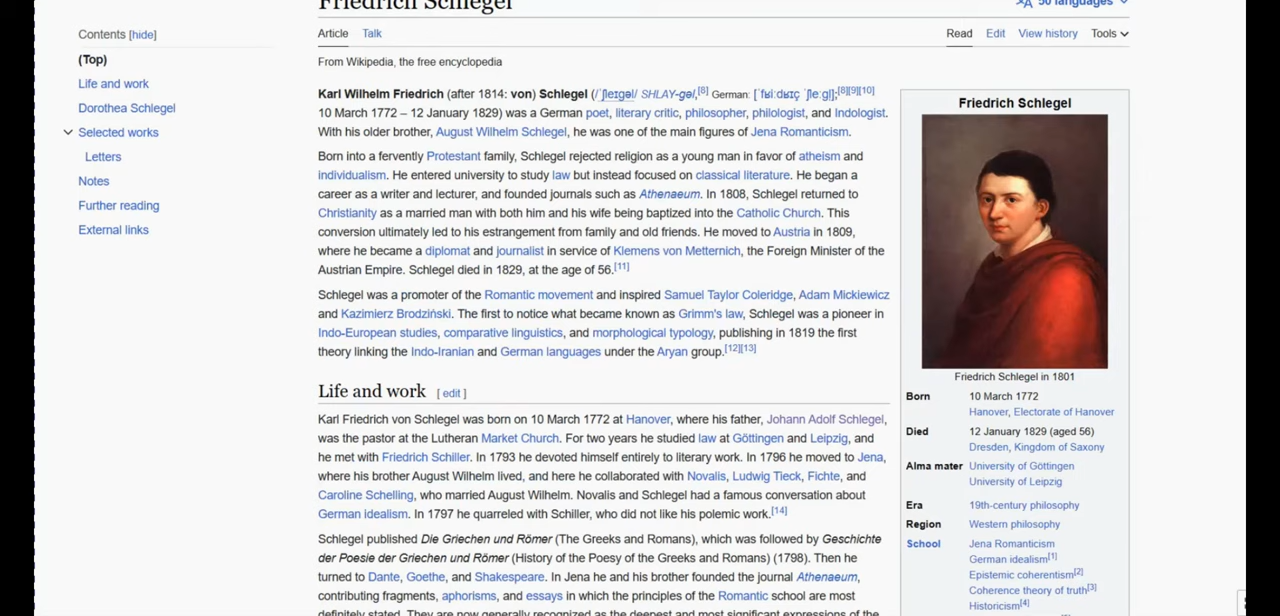 Friedrich Schlegel
50 languages
Contents [hide]
(Top)
Life and work
Dorothea Schlegel
Selected works
Letters
Notes
Further reading
External links
Article Talk
Read Edit View history Tools
From Wikipedia, the free encyclopedia
Karl Wilhelm Friedrich (after 1814: von) Schlegel (/ˈʃleɪɡəl/ SHLAY-gəl,[8] German: [ˈfʁiːdʁɪç ˈʃleːɡl̩];[8][9][10]
10 March 1772 – 12 January 1829) was a German poet, literary critic, philosopher, philologist, and Indologist.
With his older brother, August Wilhelm Schlegel, he was one of the main figures of Jena Romanticism.
Born into a fervently Protestant family, Schlegel rejected religion as a young man in favor of atheism and
individualism. He entered university to study law but instead focused on classical literature. He began a
career as a writer and lecturer, and founded journals such as Athenaeum. In 1808, Schlegel returned to
Christianity as a married man with both him and his wife being baptized into the Catholic Church. This
conversion ultimately led to his estrangement from family and old friends. He moved to Austria in 1809,
where he became a diplomat and journalist in service of Klemens von Metternich, the Foreign Minister of the
Austrian Empire. Schlegel died in 1829, at the age of 56.[11]
Schlegel was a promoter of the Romantic movement and inspired Samuel Taylor Coleridge, Adam Mickiewicz
and Kazimierz Brodziński. The first to notice what became known as Grimm's law, Schlegel was a pioneer in
Indo-European studies, comparative linguistics, and morphological typology, publishing in 1819 the first
theory linking the Indo-Iranian and German languages under the Aryan group.[12][13]
Life and work [ edit ]
Karl Friedrich von Schlegel was born on 10 March 1772 at Hanover, where his father, Johann Adolf Schlegel,
was the pastor at the Lutheran Market Church. For two years he studied law at Göttingen and Leipzig, and
he met with Friedrich Schiller. In 1793 he devoted himself entirely to literary work. In 1796 he moved to Jena,
where his brother August Wilhelm lived, and here he collaborated with Novalis, Ludwig Tieck, Fichte, and
Caroline Schelling, who married August Wilhelm. Novalis and Schlegel had a famous conversation about
German idealism. In 1797 he quarreled with Schiller, who did not like his polemic work.[14]
Schlegel published Die Griechen und Römer (The Greeks and Romans), which was followed by Geschichte
der Poesie der Griechen und Römer (History of the Poesy of the Greeks and Romans) (1798). Then he
turned to Dante, Goethe, and Shakespeare. In Jena he and his brother founded the journal Athenaeum,
contributing fragments, aphorisms, and essays in which the principles of the Romantic school are most
definitely stated. They are now generally recognized as the deepest and most significant expressions of the
Friedrich Schlegel
Friedrich Schlegel in 1801
Born 10 March 1772
Hanover, Electorate of Hanover
Died 12 January 1829 (aged 56)
Dresden, Kingdom of Saxony
Alma mater University of Göttingen
University of Leipzig
Era 19th-century philosophy
Region Western philosophy
School Jena Romanticism
German idealism[1]
Epistemic coherentism[2]
Coherence theory of truth[3]
Historicism[4]